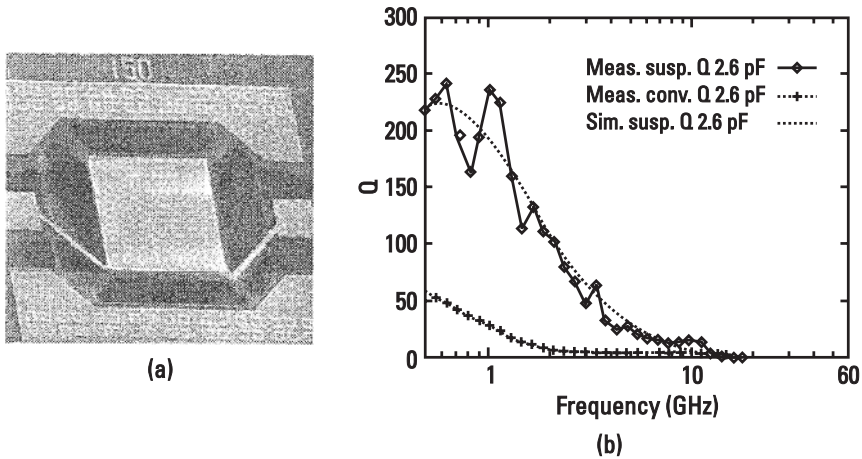 150
(a)
300
250
200
150
100
50
0
Q
Meas. susp. Q 2.6 pF
Meas. conv. Q 2.6 pF
Sim. susp. Q 2.6 pF
1
10
60
Frequency (GHz)
(b)